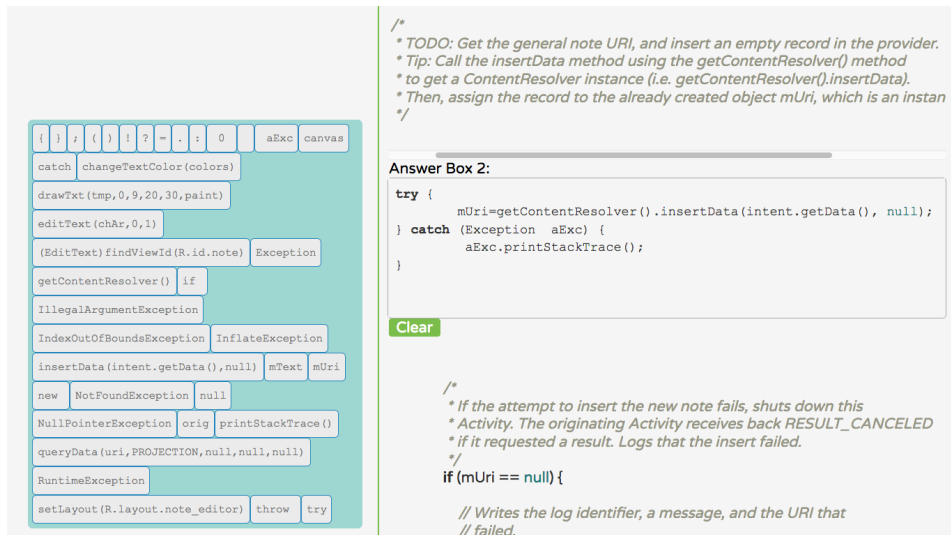 { } ; ( ) ! ? = . : 0 aExc canvas
catch changeTextColor(colors)
drawTxt(tmp,0,9,20,30,paint)
editText(chAr,0,1)
(EditText)findViewById(R.id.note) Exception
getContentResolver() if
IllegalArgumentException
IndexOutOfBoundsException InflateException
insertData(intent.getData(),null) mText mUri
new NotFoundException null
NullPointerException orig printStackTrace()
queryData(uri,PROJECTION,null,null,null)
RuntimeException
setLayout(R.layout.note_editor) throw try
/*
* TODO: Get the general note URI, and insert an empty record in the provider.
* Tip: Call the insertData method using the getContentResolver() method
* to get a ContentResolver instance (i.e. getContentResolver().insertData).
* Then, assign the record to the already created object mUri, which is an instan
*/
Answer Box 2:
try {
mUri=getContentResolver().insertData(intent.getData(), null);
} catch (Exception aExc) {
aExc.printStackTrace();
}
Clear
/*
* If the attempt to insert the new note fails, shuts down this
* Activity. The originating Activity receives back RESULT_CANCELED
* if it requested a result. Logs that the insert failed.
*/
if (mUri == null) {
// Writes the log identifier, a message, and the URI that
// failed.